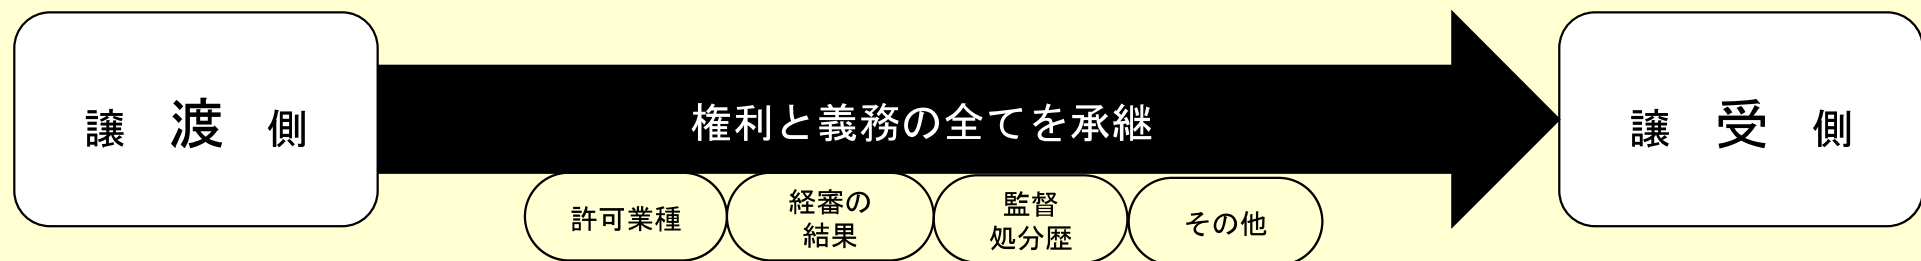 譲 渡 側
権利と義務の全てを承継
譲 受 側
許可業種
経審の
結果
監督
処分歴
その他